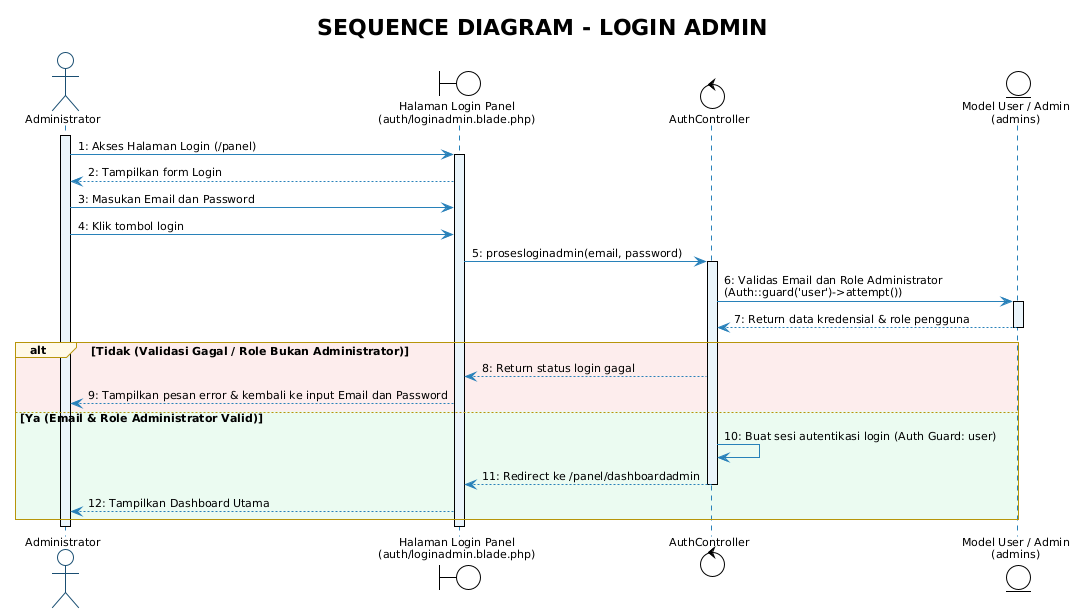 SEQUENCE DIAGRAM - LOGIN ADMIN
Administrator
Halaman Login Panel
(auth/loginadmin.blade.php)
AuthController
Model User / Admin
(admins)
1: Akses Halaman Login (/panel)
2: Tampilkan form Login
3: Masukan Email dan Password
4: Klik tombol login
5: prosesloginadmin(email, password)
6: Validas Email dan Role Administrator
(Auth::guard('user')->attempt())
7: Return data kredensial & role pengguna
alt
[Tidak (Validasi Gagal / Role Bukan Administrator)]
8: Return status login gagal
9: Tampilkan pesan error & kembali ke input Email dan Password
[Ya (Email & Role Administrator Valid)]
10: Buat sesi autentikasi login (Auth Guard: user)
11: Redirect ke /panel/dashboardadmin
12: Tampilkan Dashboard Utama
Administrator
Halaman Login Panel
(auth/loginadmin.blade.php)
AuthController
Model User / Admin
(admins)